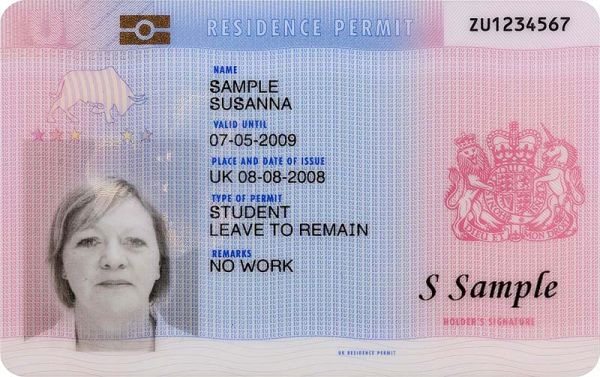 RESIDENCE PERMIT
ZU1234567
NAME
SAMPLE
SUSANNA
VALID UNTIL
07-05-2009
PLACE AND DATE OF ISSUE
UK 08-08-2008
TYPE OF PERMIT
STUDENT
LEAVE TO REMAIN
REMARKS
NO WORK
S Sample
HOLDER'S SIGNATURE
UK RESIDENCE PERMIT